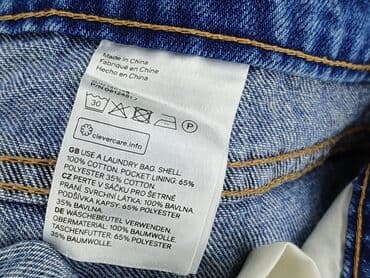 Made in China
Fabriqué en Chine
Hecho en China
30
P
clevercare.info
GB USE A LAUNDRY BAG. SHELL:
100% COTTON. POCKET LINING: 65%
POLYESTER 35% COTTON.
CZ PERTE V SÁČKU PRO ŠETRNÉ
PRANÍ. SVRCHNÍ LÁTKA: 100% BAVLNA.
PODŠÍVKA KAPSY: 65% POLYESTER
35% BAVLNA.
DE WÄSCHEBEUTEL VERWENDEN.
OBERMATERIAL: 100% BAUMWOLLE.
TASCHENFUTTER: 65% POLYESTER
35% BAUMWOLLE.